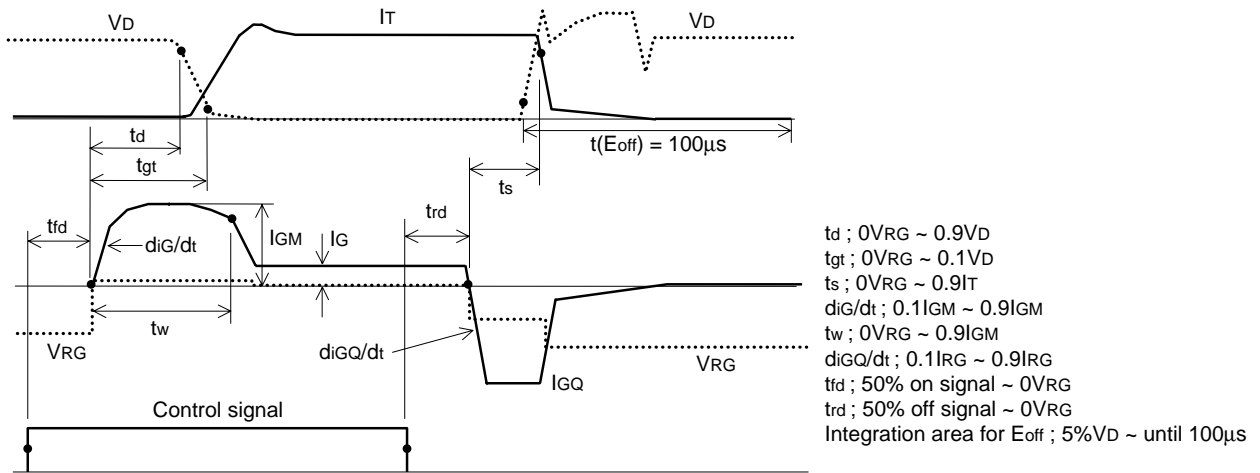 VD
IT
VD
td
tgt
t(Eoff) = 100µs
ts
tfd
diG/dt
IGM
IG
trd
tw
VRG
diGQ/dt
IGQ
VRG
Control signal
td ; 0VRG ~ 0.9VD
tgt ; 0VRG ~ 0.1VD
ts ; 0VRG ~ 0.9IT
diG/dt ; 0.1IGM ~ 0.9IGM
tw ; 0VRG ~ 0.9IGM
diGQ/dt ; 0.1IRG ~ 0.9IRG
tfd ; 50% on signal ~ 0VRG
trd ; 50% off signal ~ 0VRG
Integration area for Eoff ; 5%VD ~ until 100µs